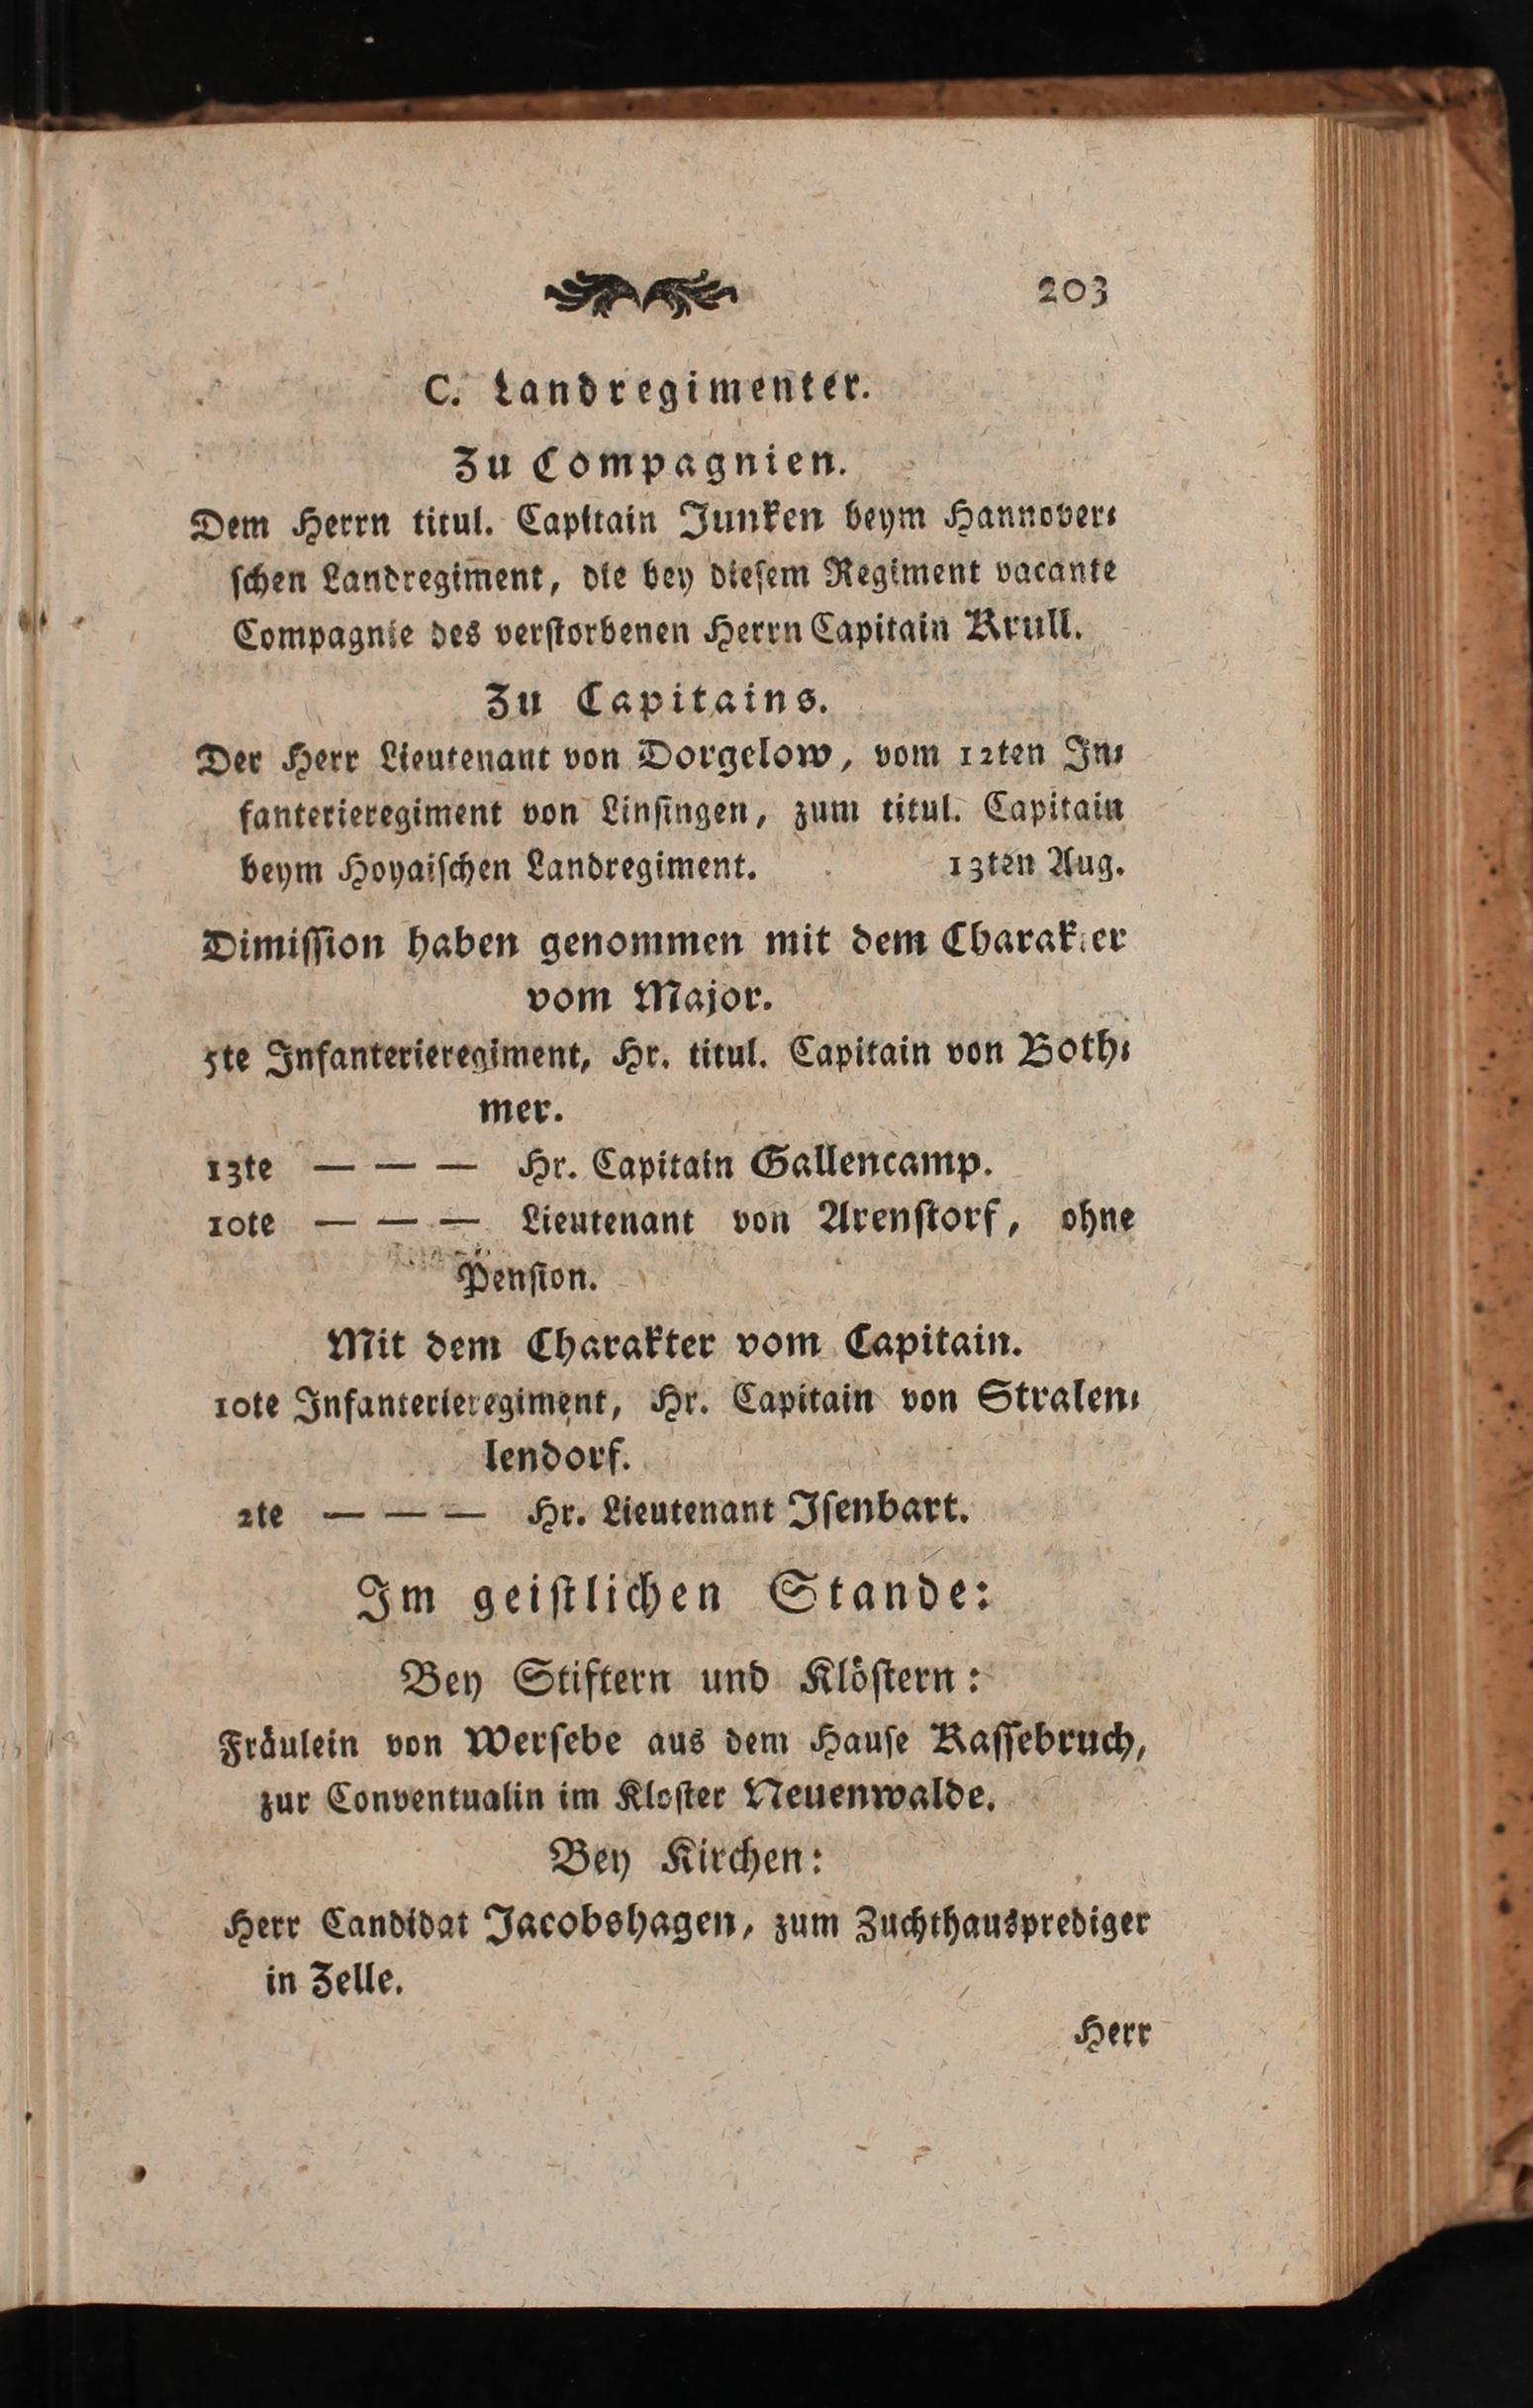 203
C. Landregimenter.
Zu Compagnien.
Dem Herrn titul. Capitain Junken beym Hannover⸗
ſchen Landregiment, die bey dieſem Regiment vacante
Compagnie des verſtorbenen Herrn Capitain Krull.
Zu Capitains.
Der Herr Lieutenant von Dorgelow, vom 12ten In⸗
fanterieregiment von Linſingen, zum titul. Capitain
beym Hoyaiſchen Landregiment. 13ten Aug.
Dimiſſion haben genommen mit dem Charakter
vom Major.
5te Infanterieregiment, Hr. titul. Capitain von Both⸗
mer.
13te — — — Hr. Capitain Gallencamp.
10te — — — Lieutenant von Arenſtorf, ohne
Penſion.
Mit dem Charakter vom Capitain.
10te Infanterieregiment, Hr. Capitain von Stralen⸗
lendorf.
2te — — — Hr. Lieutenant Iſenbart.
Im geiſtlichen Stande:
Bey Stiftern und Klöſtern:
Fräulein von Werſebe aus dem Hauſe Kaſſebruch,
zur Conventualin im Kloſter Neuenwalde.
Bey Kirchen:
Herr Candidat Jacobshagen, zum Zuchthausprediger
in Zelle.
Herr